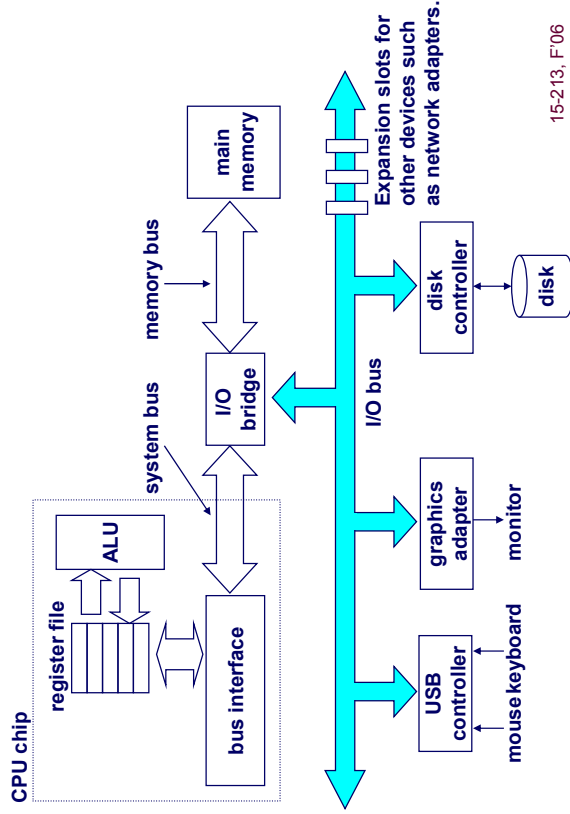 CPU chip
register file
ALU
system bus
memory bus
bus interface
I/O
bridge
main
memory
I/O bus
Expansion slots for
other devices such
as network adapters.
USB
controller
graphics
adapter
disk
controller
mouse keyboard
monitor
disk
15-213, F'06